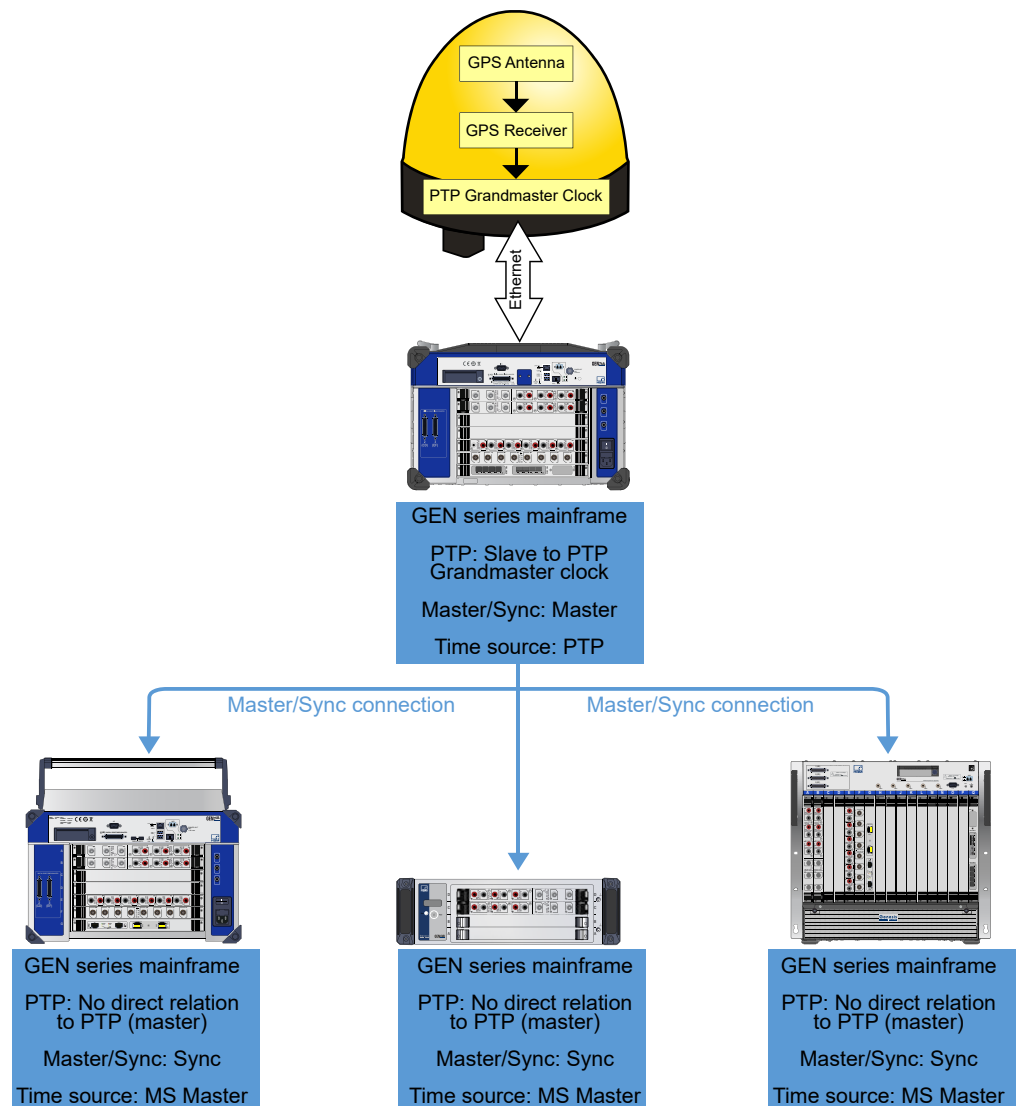 GPS Antenna
GPS Receiver
PTP Grandmaster Clock
Ethernet
GEN series mainframe
PTP: Slave to PTP
Grandmaster clock
Master/Sync: Master
Time source: PTP
Master/Sync connection
Master/Sync connection
GEN series mainframe
PTP: No direct relation
to PTP (master)
Master/Sync: Sync
Time source: MS Master
GEN series mainframe
PTP: No direct relation
to PTP (master)
Master/Sync: Sync
Time source: MS Master
GEN series mainframe
PTP: No direct relation
to PTP (master)
Master/Sync: Sync
Time source: MS Master